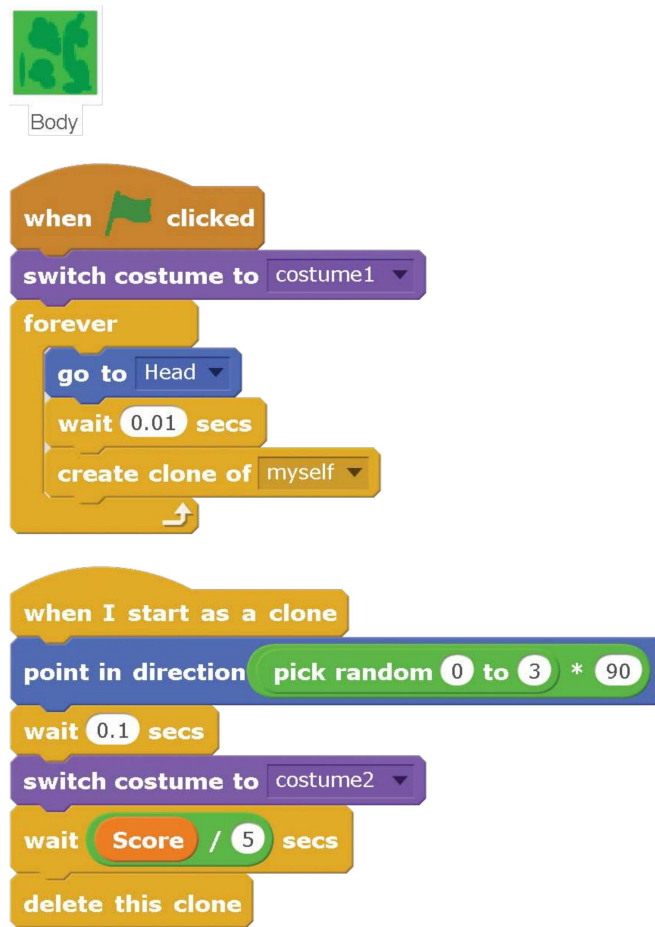 Body
when clicked
switch costume to costume1
forever
go to Head
wait 0.01 secs
create clone of myself
when I start as a clone
point in direction pick random 0 to 3 * 90
wait 0.1 secs
switch costume to costume2
wait Score / 5 secs
delete this clone